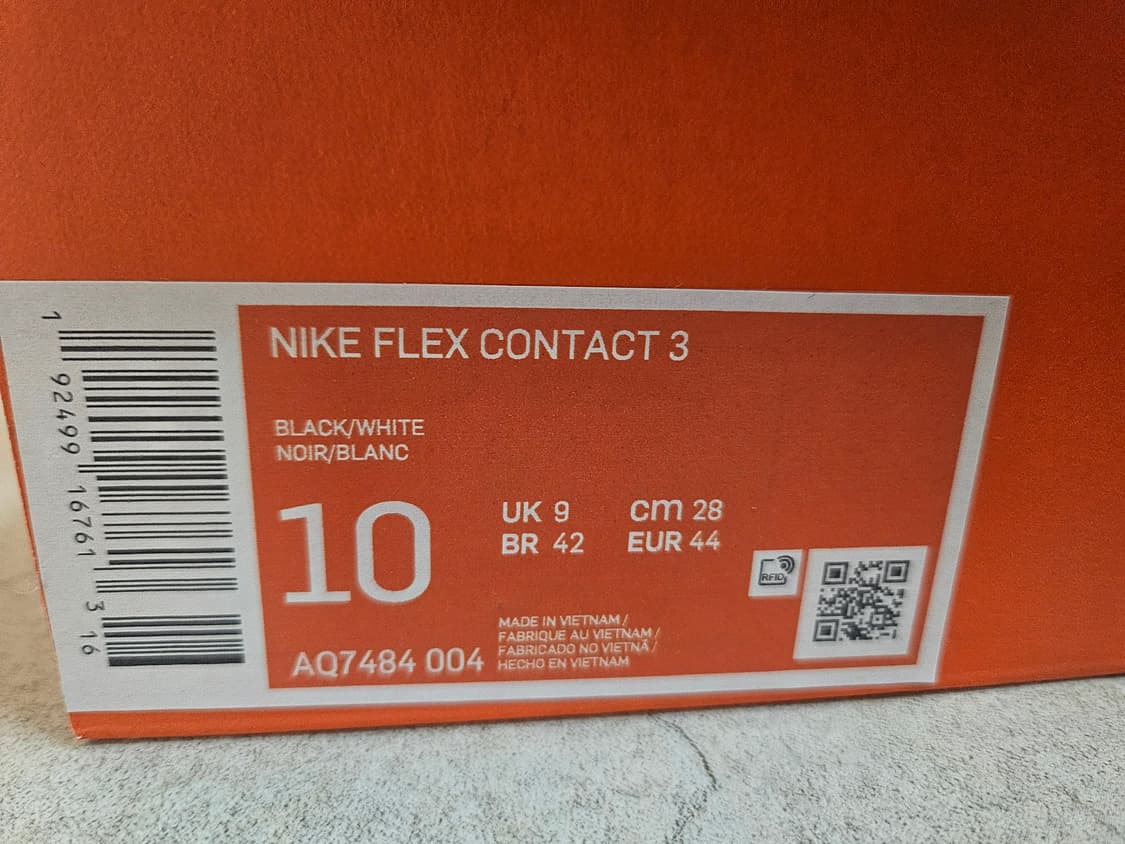 NIKE FLEX CONTACT 3
BLACK/WHITE
NOIR/BLANC
10
UK 9 cm 28
BR 42 EUR 44
AQ7484 004
MADE IN VIETNAM /
FABRIQUE AU VIETNAM /
FABRICADO NO VIETNÃ /
HECHO EN VIETNAM
RFID
1 92499 16761 3 16